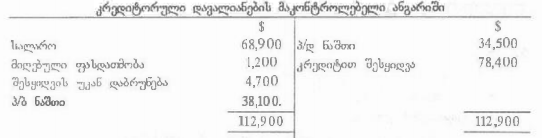 კრედიტორული დავალიანების მაკონტროლებელი ანგარიში
$ $
სალარო 68,900 პ/დ ნაშთი 34,500
მიღებული ფასდათმობა 1,200 კრედიტით შესყიდვა 78,400
შესყიდვის უკან დაბრუნება 4,700
პ/ბ ნაშთი 38,100.
112,900 112,900